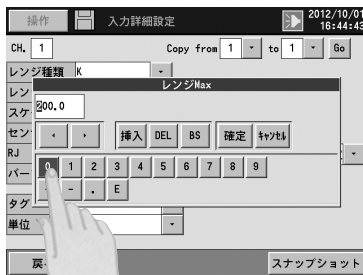 操作 入力詳細設定 2012/10/01
16:44:43
CH. 1 Copy from 1 to 1 Go
レンジ種類 K
レン レンジMax
スケ 200.0
セン 挿入 DEL BS 確定 ｷｬﾝｾﾙ
RJ
バー 0 1 2 3 4 5 6 7 8 9
- . E
タグ
単位
戻 スナップショット